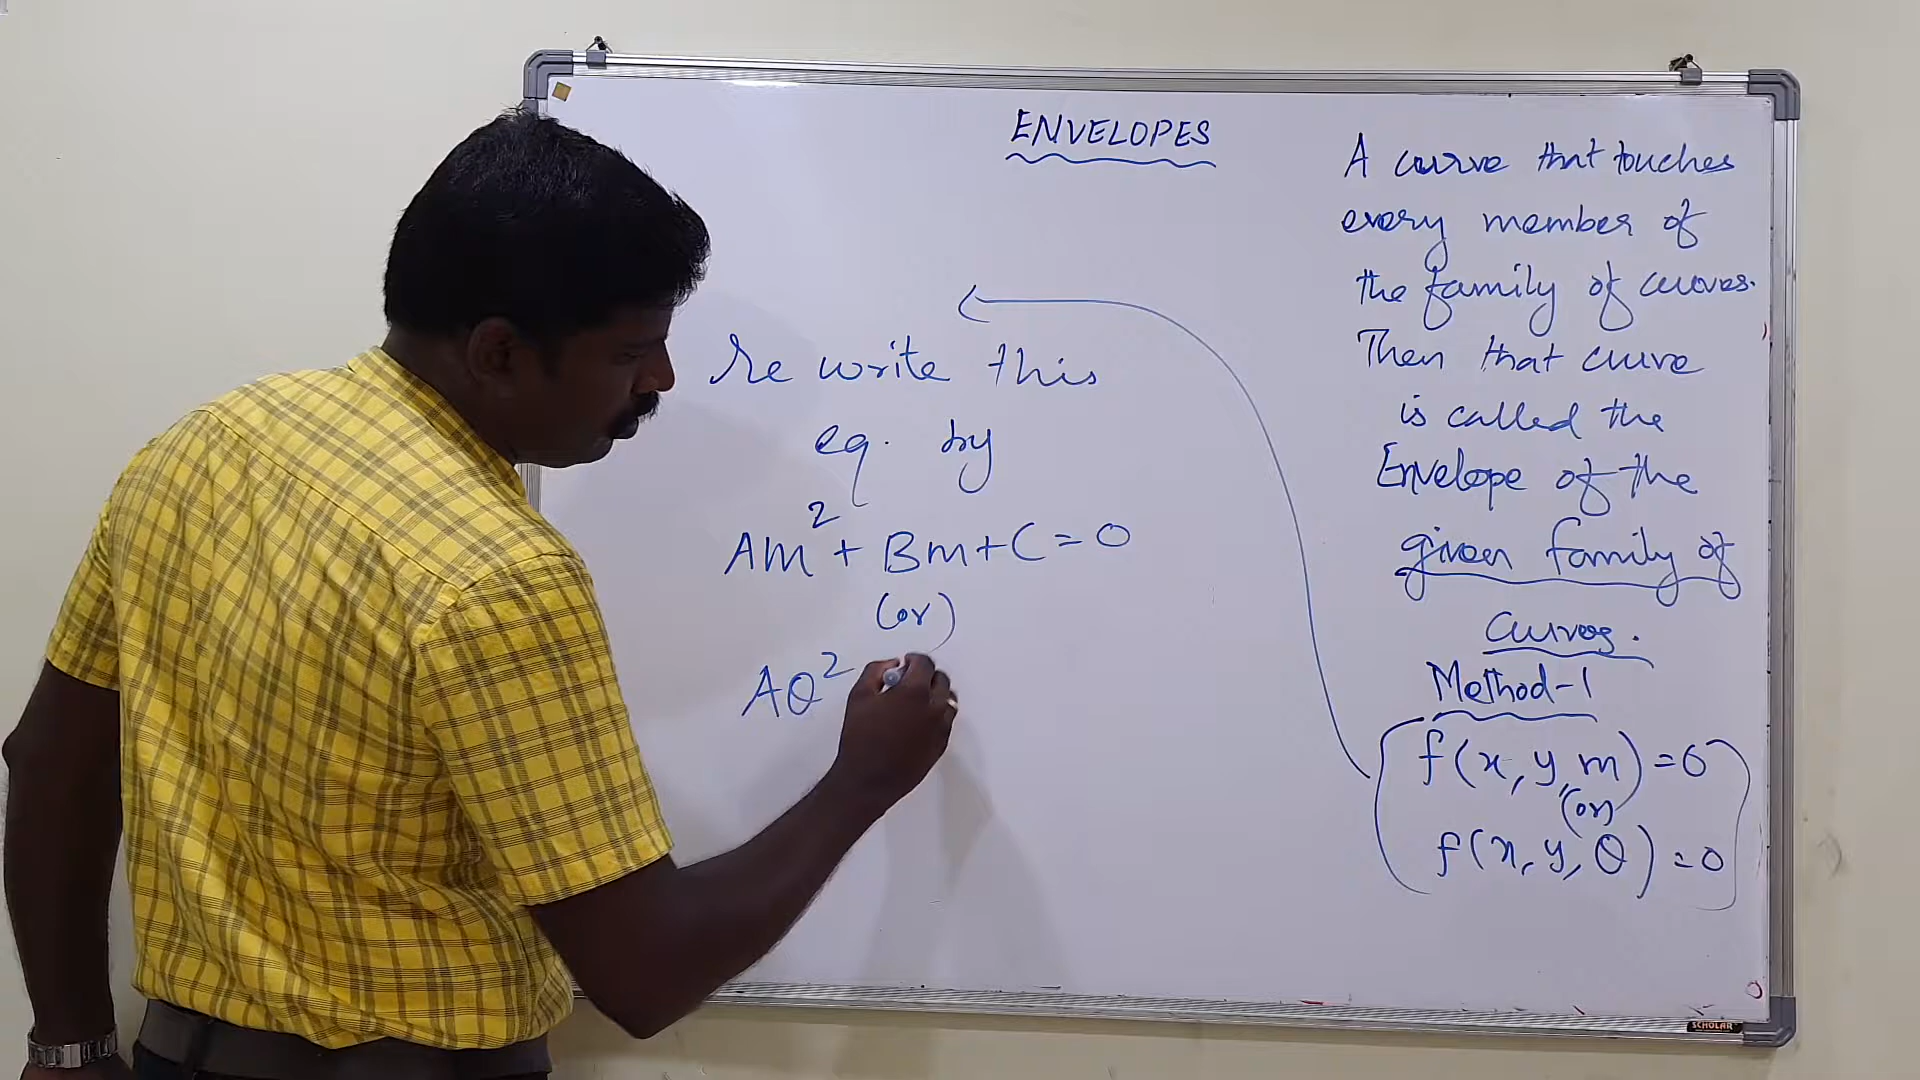 ENVELOPES
A curve that touches
every member of
the family of curves.
Then that curve
is called the
Envelope of the
given family of
Curves.
Method-1
f(x, y, m) = 0
(or)
f(x, y, θ) = 0
Re write this
eq. by
Am² + Bm + C = 0
(or)
Aθ²
SCHOLAR